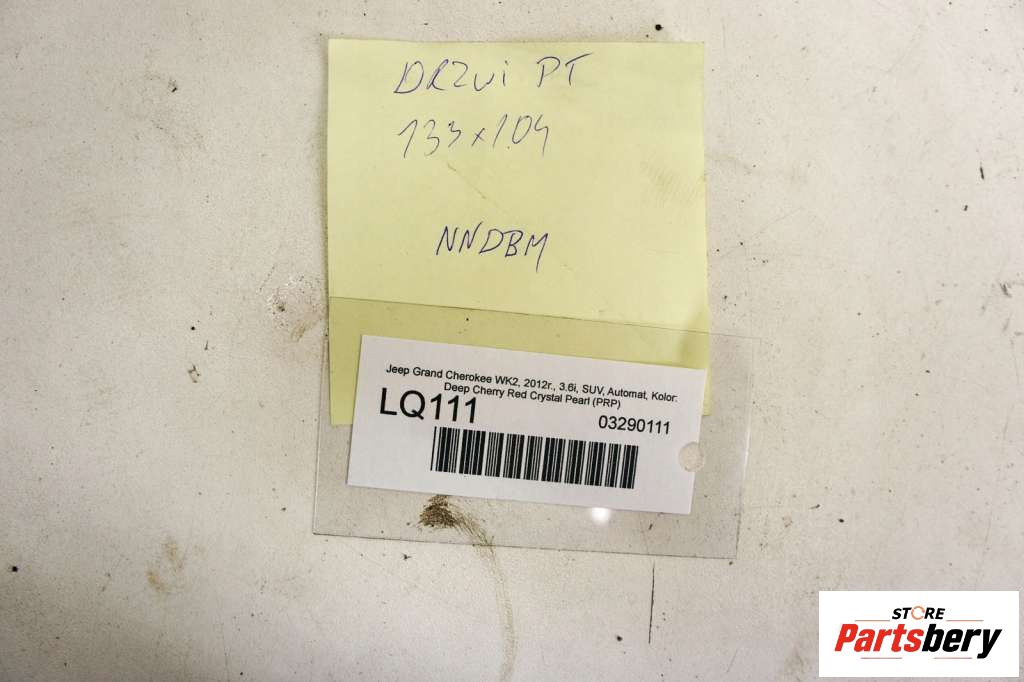 DRZWI PT
133x104
NNDBM
Jeep Grand Cherokee WK2, 2012r., 3.6i, SUV, Automat, Kolor:
Deep Cherry Red Crystal Pearl (PRP)
LQ111
03290111
STORE
Partsbery